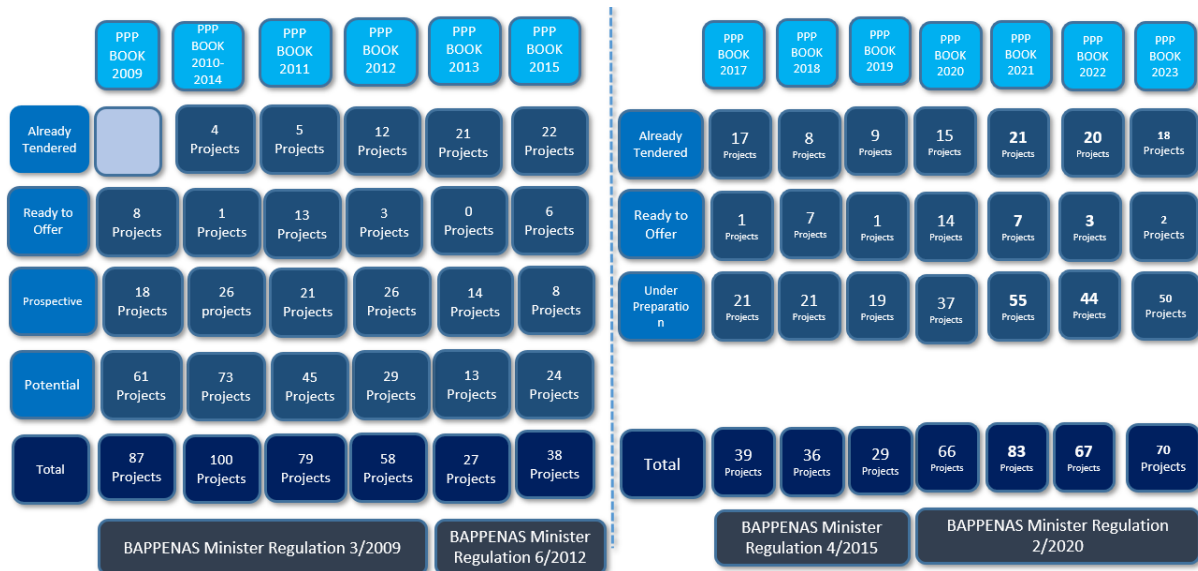 PPP
BOOK
2009
PPP
BOOK
2010-
2014
PPP
BOOK
2011
PPP
BOOK
2012
PPP
BOOK
2013
PPP
BOOK
2015
Already
Tendered
4
Projects
5
Projects
12
Projects
21
Projects
22
Projects
Ready to
Offer
8
Projects
1
Projects
13
Projects
3
Projects
0
Projects
6
Projects
Prospective
18
Projects
26
projects
21
Projects
26
Projects
14
Projects
8
Projects
Potential
61
Projects
73
Projects
45
Projects
29
Projects
13
Projects
24
Projects
Total
87
Projects
100
Projects
79
Projects
58
Projects
27
Projects
38
Projects
BAPPENAS Minister Regulation 3/2009
BAPPENAS Minister
Regulation 6/2012
PPP
BOOK
2017
PPP
BOOK
2018
PPP
BOOK
2019
PPP
BOOK
2020
PPP
BOOK
2021
PPP
BOOK
2022
PPP
BOOK
2023
Already
Tendered
17
Projects
8
Projects
9
Projects
15
Projects
21
Projects
20
Projects
18
Projects
Ready to
Offer
1
Projects
7
Projects
1
Projects
14
Projects
7
Projects
3
Projects
2
Projects
Under
Preparatio
n
21
Projects
21
Projects
19
Projects
37
Projects
55
Projects
44
Projects
50
Projects
Total
39
Projects
36
Projects
29
Projects
66
Projects
83
Projects
67
Projects
70
Projects
BAPPENAS Minister
Regulation 4/2015
BAPPENAS Minister Regulation
2/2020